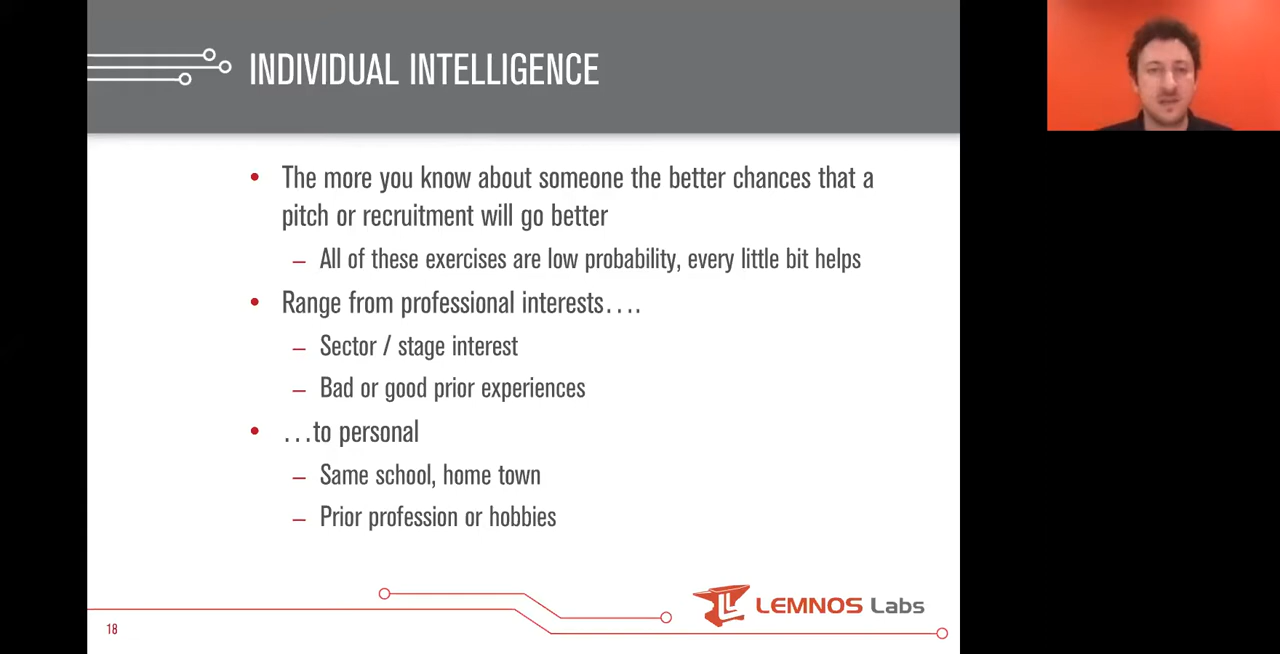 INDIVIDUAL INTELLIGENCE
• The more you know about someone the better chances that a
pitch or recruitment will go better
– All of these exercises are low probability, every little bit helps
• Range from professional interests....
– Sector / stage interest
– Bad or good prior experiences
• ...to personal
– Same school, home town
– Prior profession or hobbies
LEMNOS Labs
18